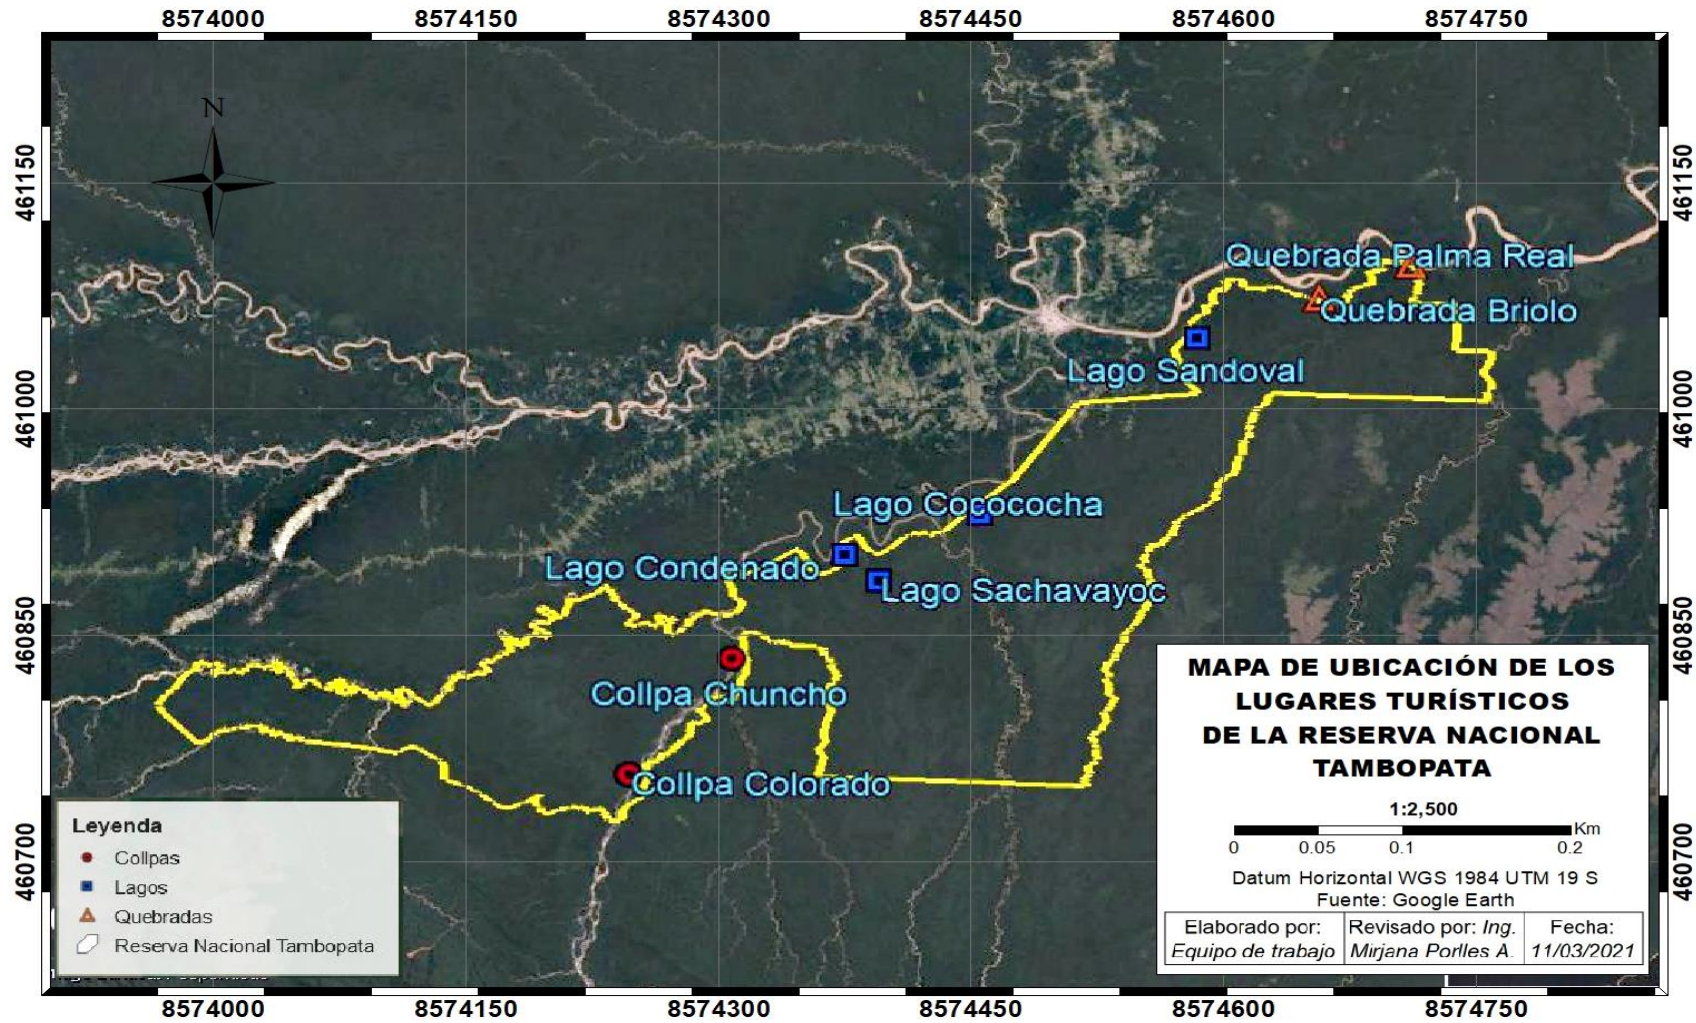 8574000 8574150 8574300 8574450 8574600 8574750
N
461150
461150
Quebrada Palma Real
Quebrada Briolo
Lago Sandoval
461000
461000
Lago Cocococha
Lago Condenado
Lago Sachavayoc
460850
460850
Collpa Chuncho
Collpa Colorado
MAPA DE UBICACIÓN DE LOS
LUGARES TURÍSTICOS
DE LA RESERVA NACIONAL
TAMBOPATA
1:2,500
Km
0 0.05 0.1 0.2
Datum Horizontal WGS 1984 UTM 19 S
Fuente: Google Earth
Elaborado por:
Equipo de trabajo
Revisado por: Ing.
Mirjana Porlles A.
Fecha:
11/03/2021
Leyenda
Collpas
Lagos
Quebradas
Reserva Nacional Tambopata
460700
460700
8574000 8574150 8574300 8574450 8574600 8574750